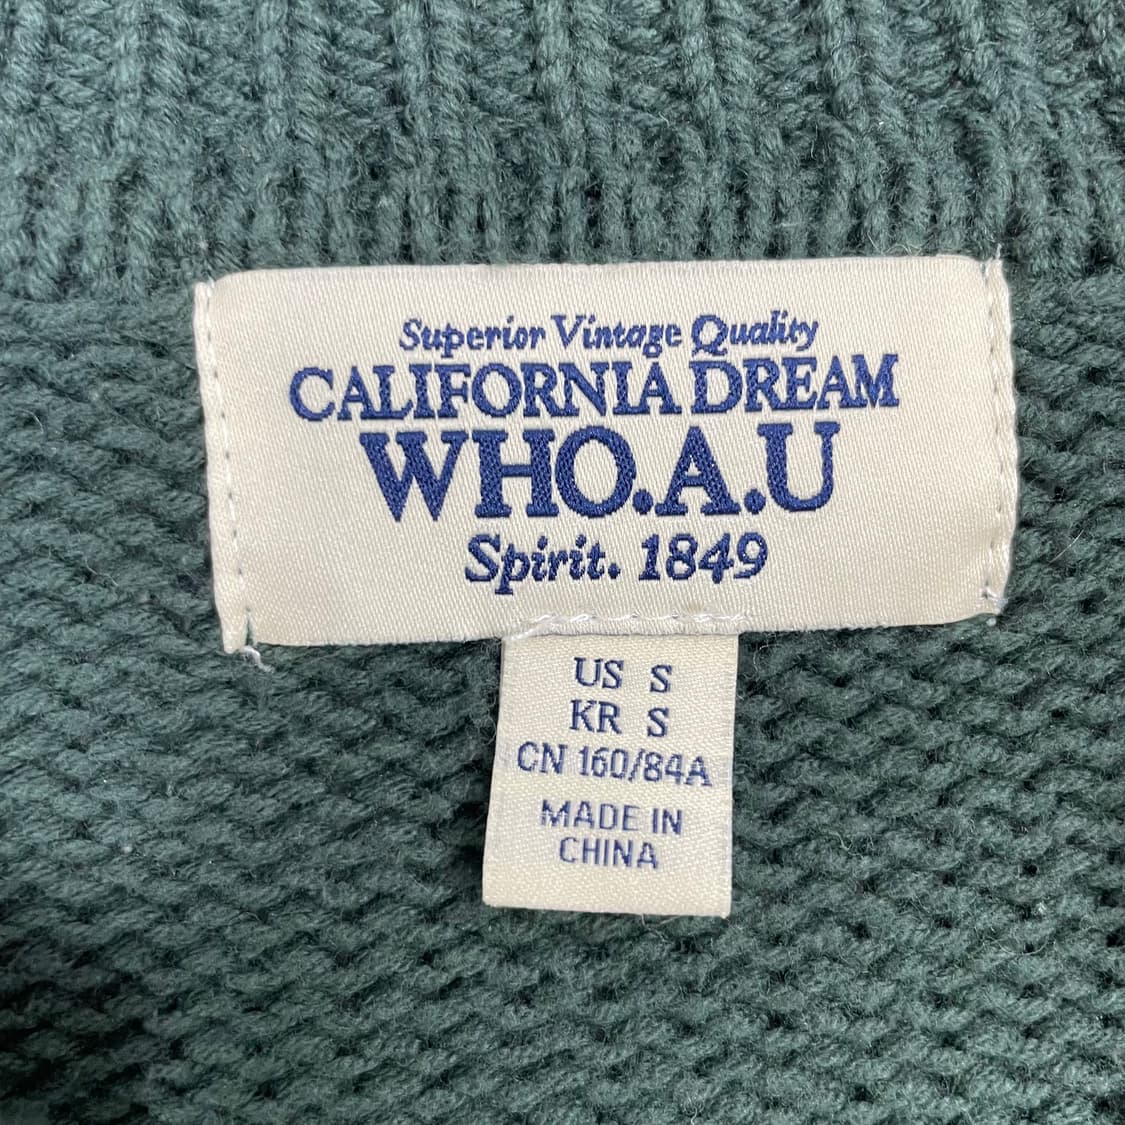 Superior Vintage Quality
CALIFORNIA DREAM
WHO.A.U
Spirit. 1849
US S
KR S
CN 160/84A
MADE IN
CHINA